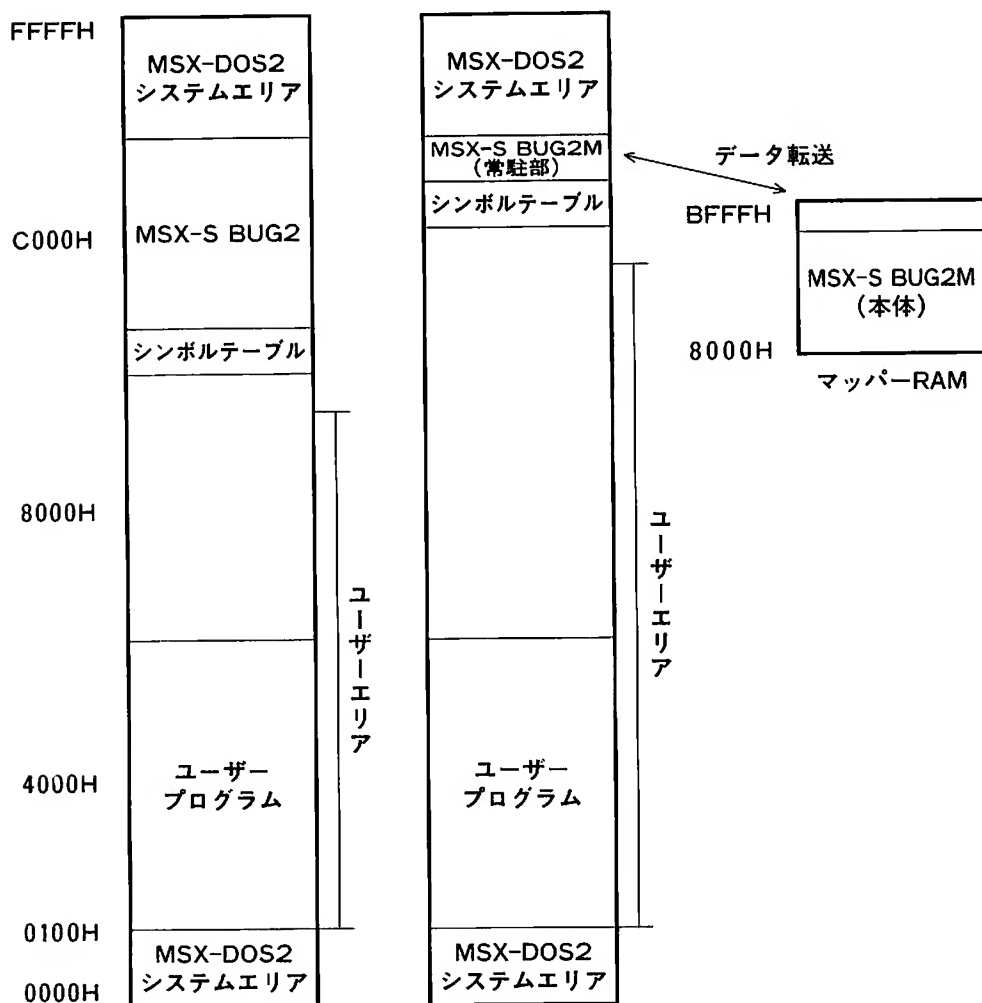 FFFFH
C000H
8000H
4000H
0100H
0000H
MSX-DOS2
システムエリア
MSX-S BUG2
シンボルテーブル
ユーザー
プログラム
MSX-DOS2
システムエリア
ユーザーエリア
MSX-DOS2
システムエリア
MSX-S BUG2M
(常駐部)
シンボルテーブル
ユーザー
プログラム
MSX-DOS2
システムエリア
ユーザーエリア
データ転送
BFFFH
MSX-S BUG2M
(本体)
8000H
マッパーRAM